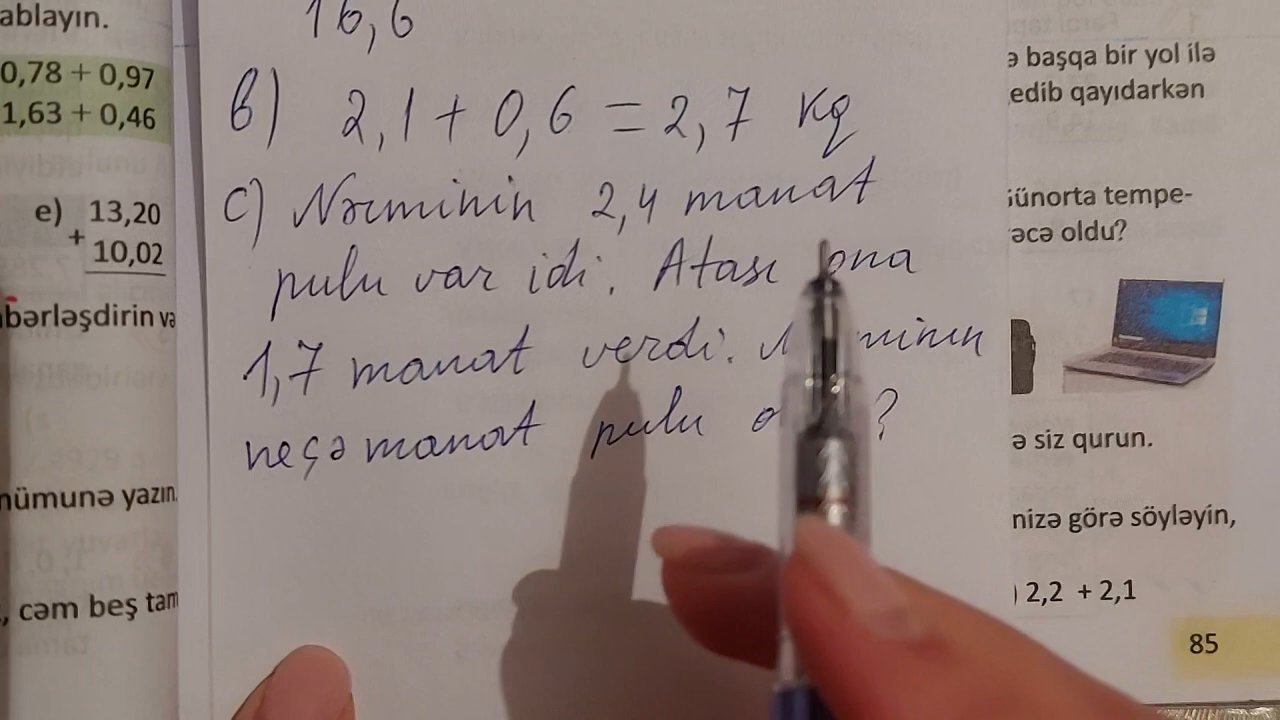 ablayın.
0,78 + 0,97
1,63 + 0,46
e) 13,20
+
10,02
bərləşdirin və
nümunə yazın.
, cəm beş tam
16,6
b) 2,1 + 0,6 = 2,7 kq
c) Nərminin 2,4 manat
pulu var idi. Atası ona
1,7 manat verdi.
neçə manat pulu ?
ə başqa bir yol ilə
edib qayıdarkən
Günorta tempe-
əcə oldu?
ə siz qurun.
nizə görə söyləyin,
) 2,2 + 2,1
85